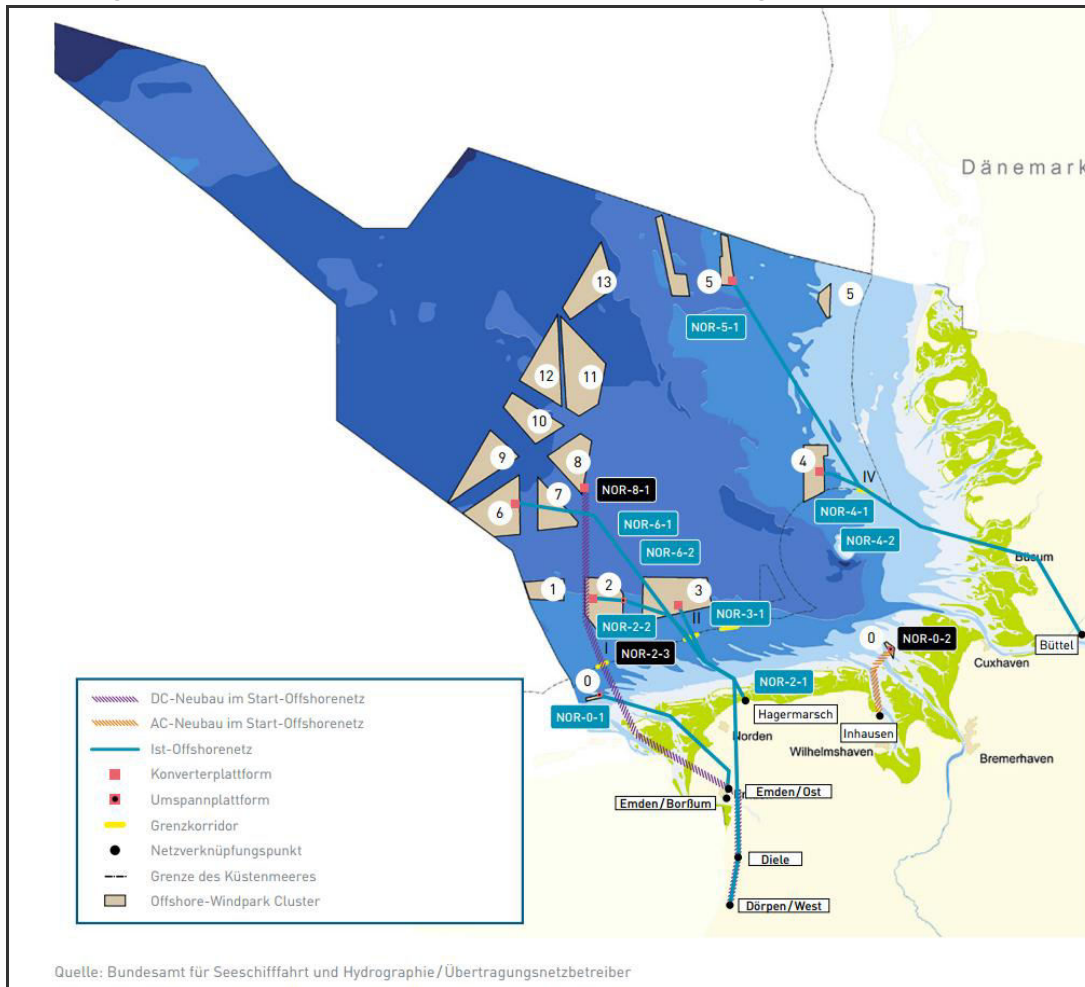 Dänemark
13
5
5
NOR-5-1
12
11
10
9
8
4
IV
7
NOR-8-1
6
NOR-4-1
NOR-6-1
NOR-4-2
NOR-6-2
Büsum
1
2
3
II
NOR-3-1
NOR-2-2
0
NOR-0-2
Büttel
I
NOR-2-3
Cuxhaven
0
NOR-2-1
NOR-0-1
Hagermarsch
Norden
Inhausen
Wilhelmshaven
Bremerhaven
Emden/Ost
Emden/Borßum
Diele
Dörpen/West
DC-Neubau im Start-Offshorenetz
AC-Neubau im Start-Offshorenetz
Ist-Offshorenetz
Konverterplattform
Umspannplattform
Grenzkorridor
Netzverknüpfungspunkt
Grenze des Küstenmeeres
Offshore-Windpark Cluster
Quelle: Bundesamt für Seeschifffahrt und Hydrographie/Übertragungsnetzbetreiber